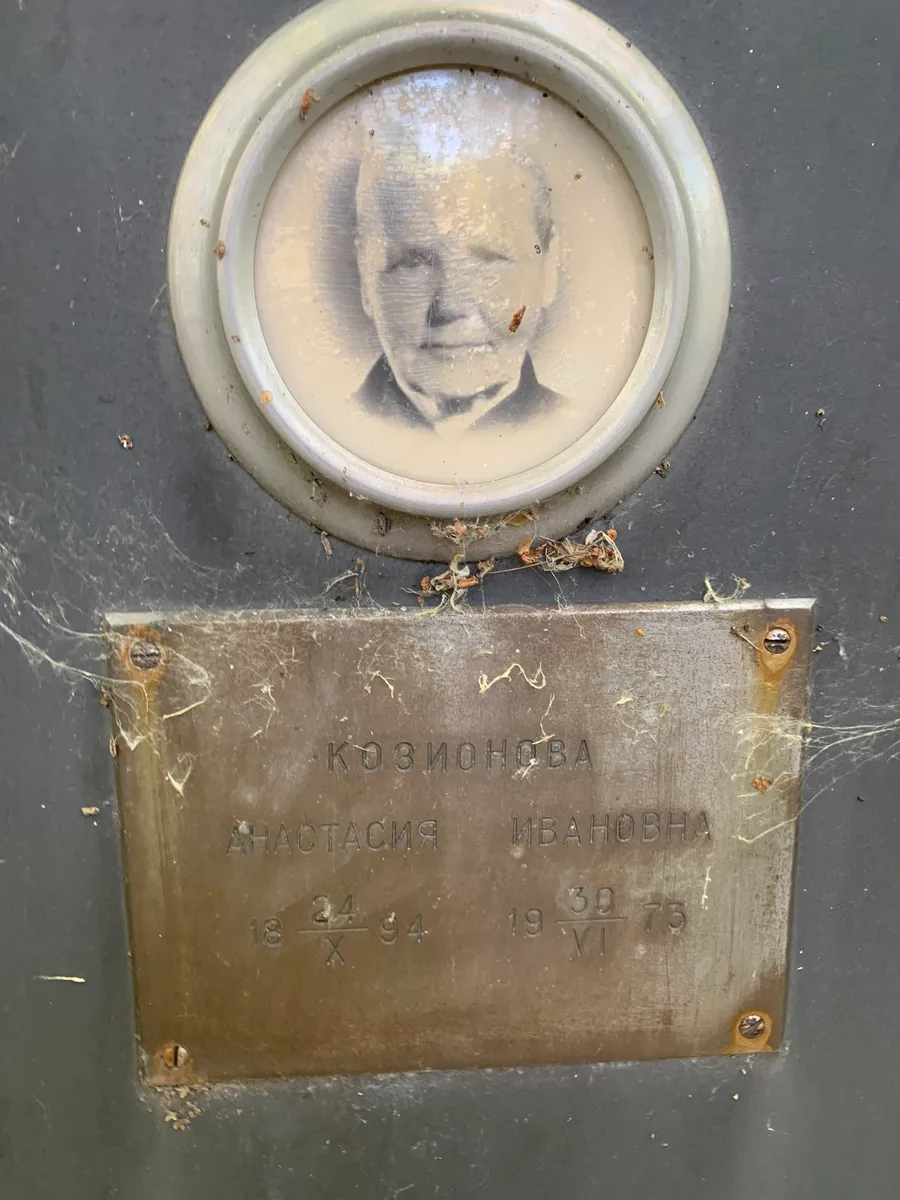 КОЗИОНОВА
АНАСТАСИЯ ИВАНОВНА
18 24/X 94 19 30/VI 73